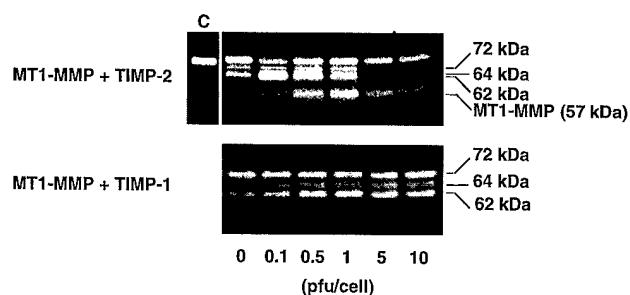 C
MT1-MMP + TIMP-2
72 kDa
64 kDa
62 kDa
MT1-MMP (57 kDa)
MT1-MMP + TIMP-1
72 kDa
64 kDa
62 kDa
0 0.1 0.5 1 5 10
(pfu/cell)